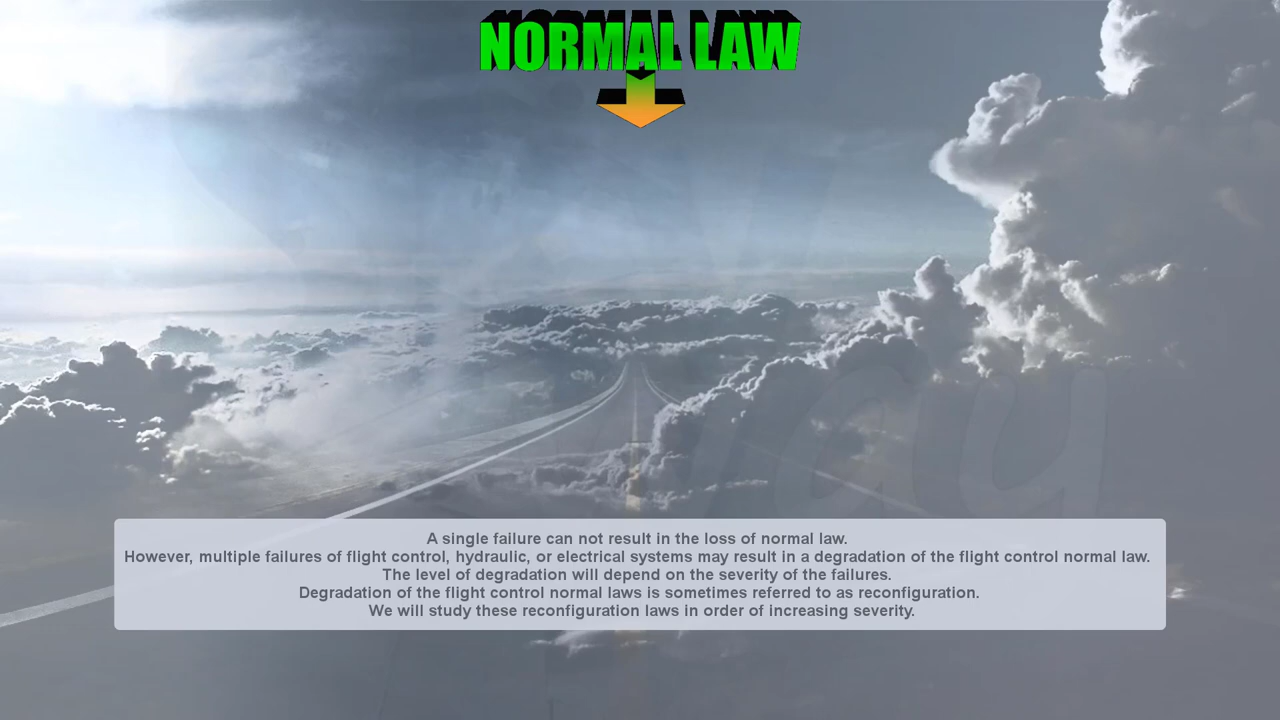 NORMAL LAW
A single failure can not result in the loss of normal law.
However, multiple failures of flight control, hydraulic, or electrical systems may result in a degradation of the flight control normal law.
The level of degradation will depend on the severity of the failures.
Degradation of the flight control normal laws is sometimes referred to as reconfiguration.
We will study these reconfiguration laws in order of increasing severity.